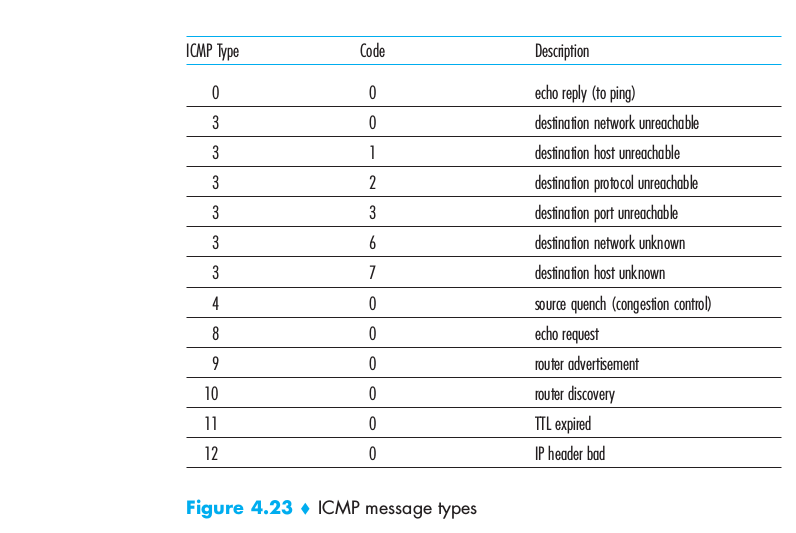 ICMP Type Code Description
0 0 echo reply (to ping)
3 0 destination network unreachable
3 1 destination host unreachable
3 2 destination protocol unreachable
3 3 destination port unreachable
3 6 destination network unknown
3 7 destination host unknown
4 0 source quench (congestion control)
8 0 echo request
9 0 router advertisement
10 0 router discovery
11 0 TTL expired
12 0 IP header bad
Figure 4.23 ♦ ICMP message types